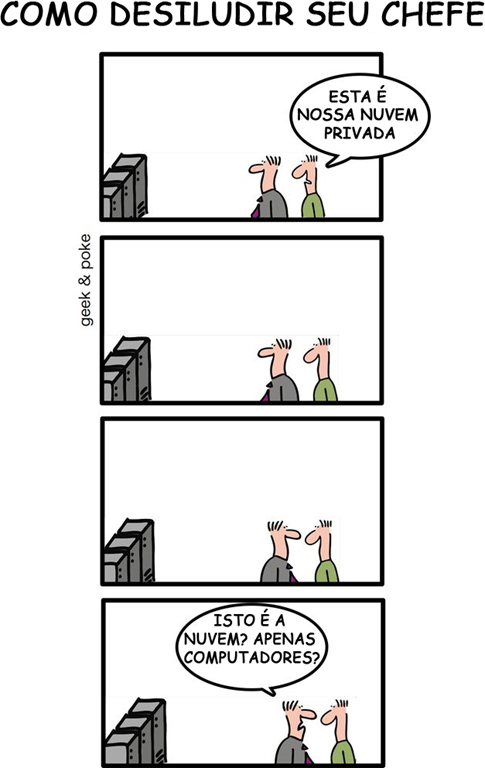 COMO DESILUDIR SEU CHEFE
ESTA É
NOSSA NUVEM
PRIVADA
geek & poke
ISTO É A
NUVEM? APENAS
COMPUTADORES?